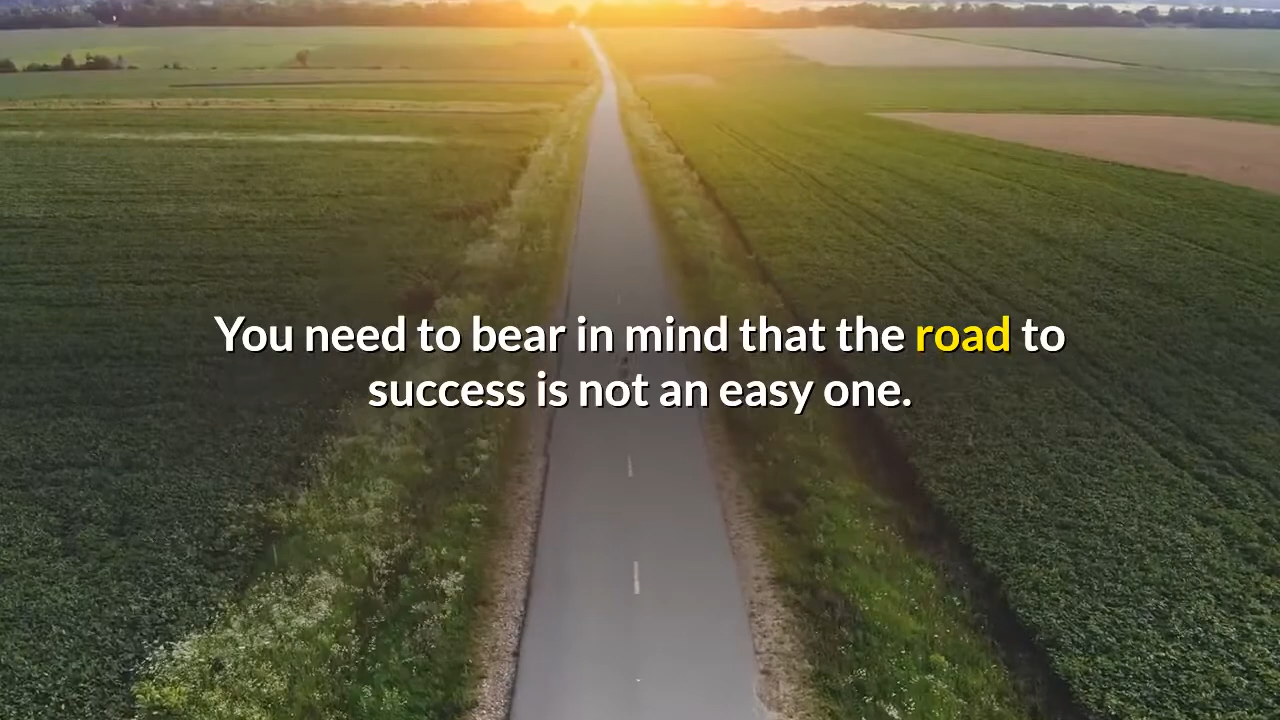 You need to bear in mind that the road to
success is not an easy one.